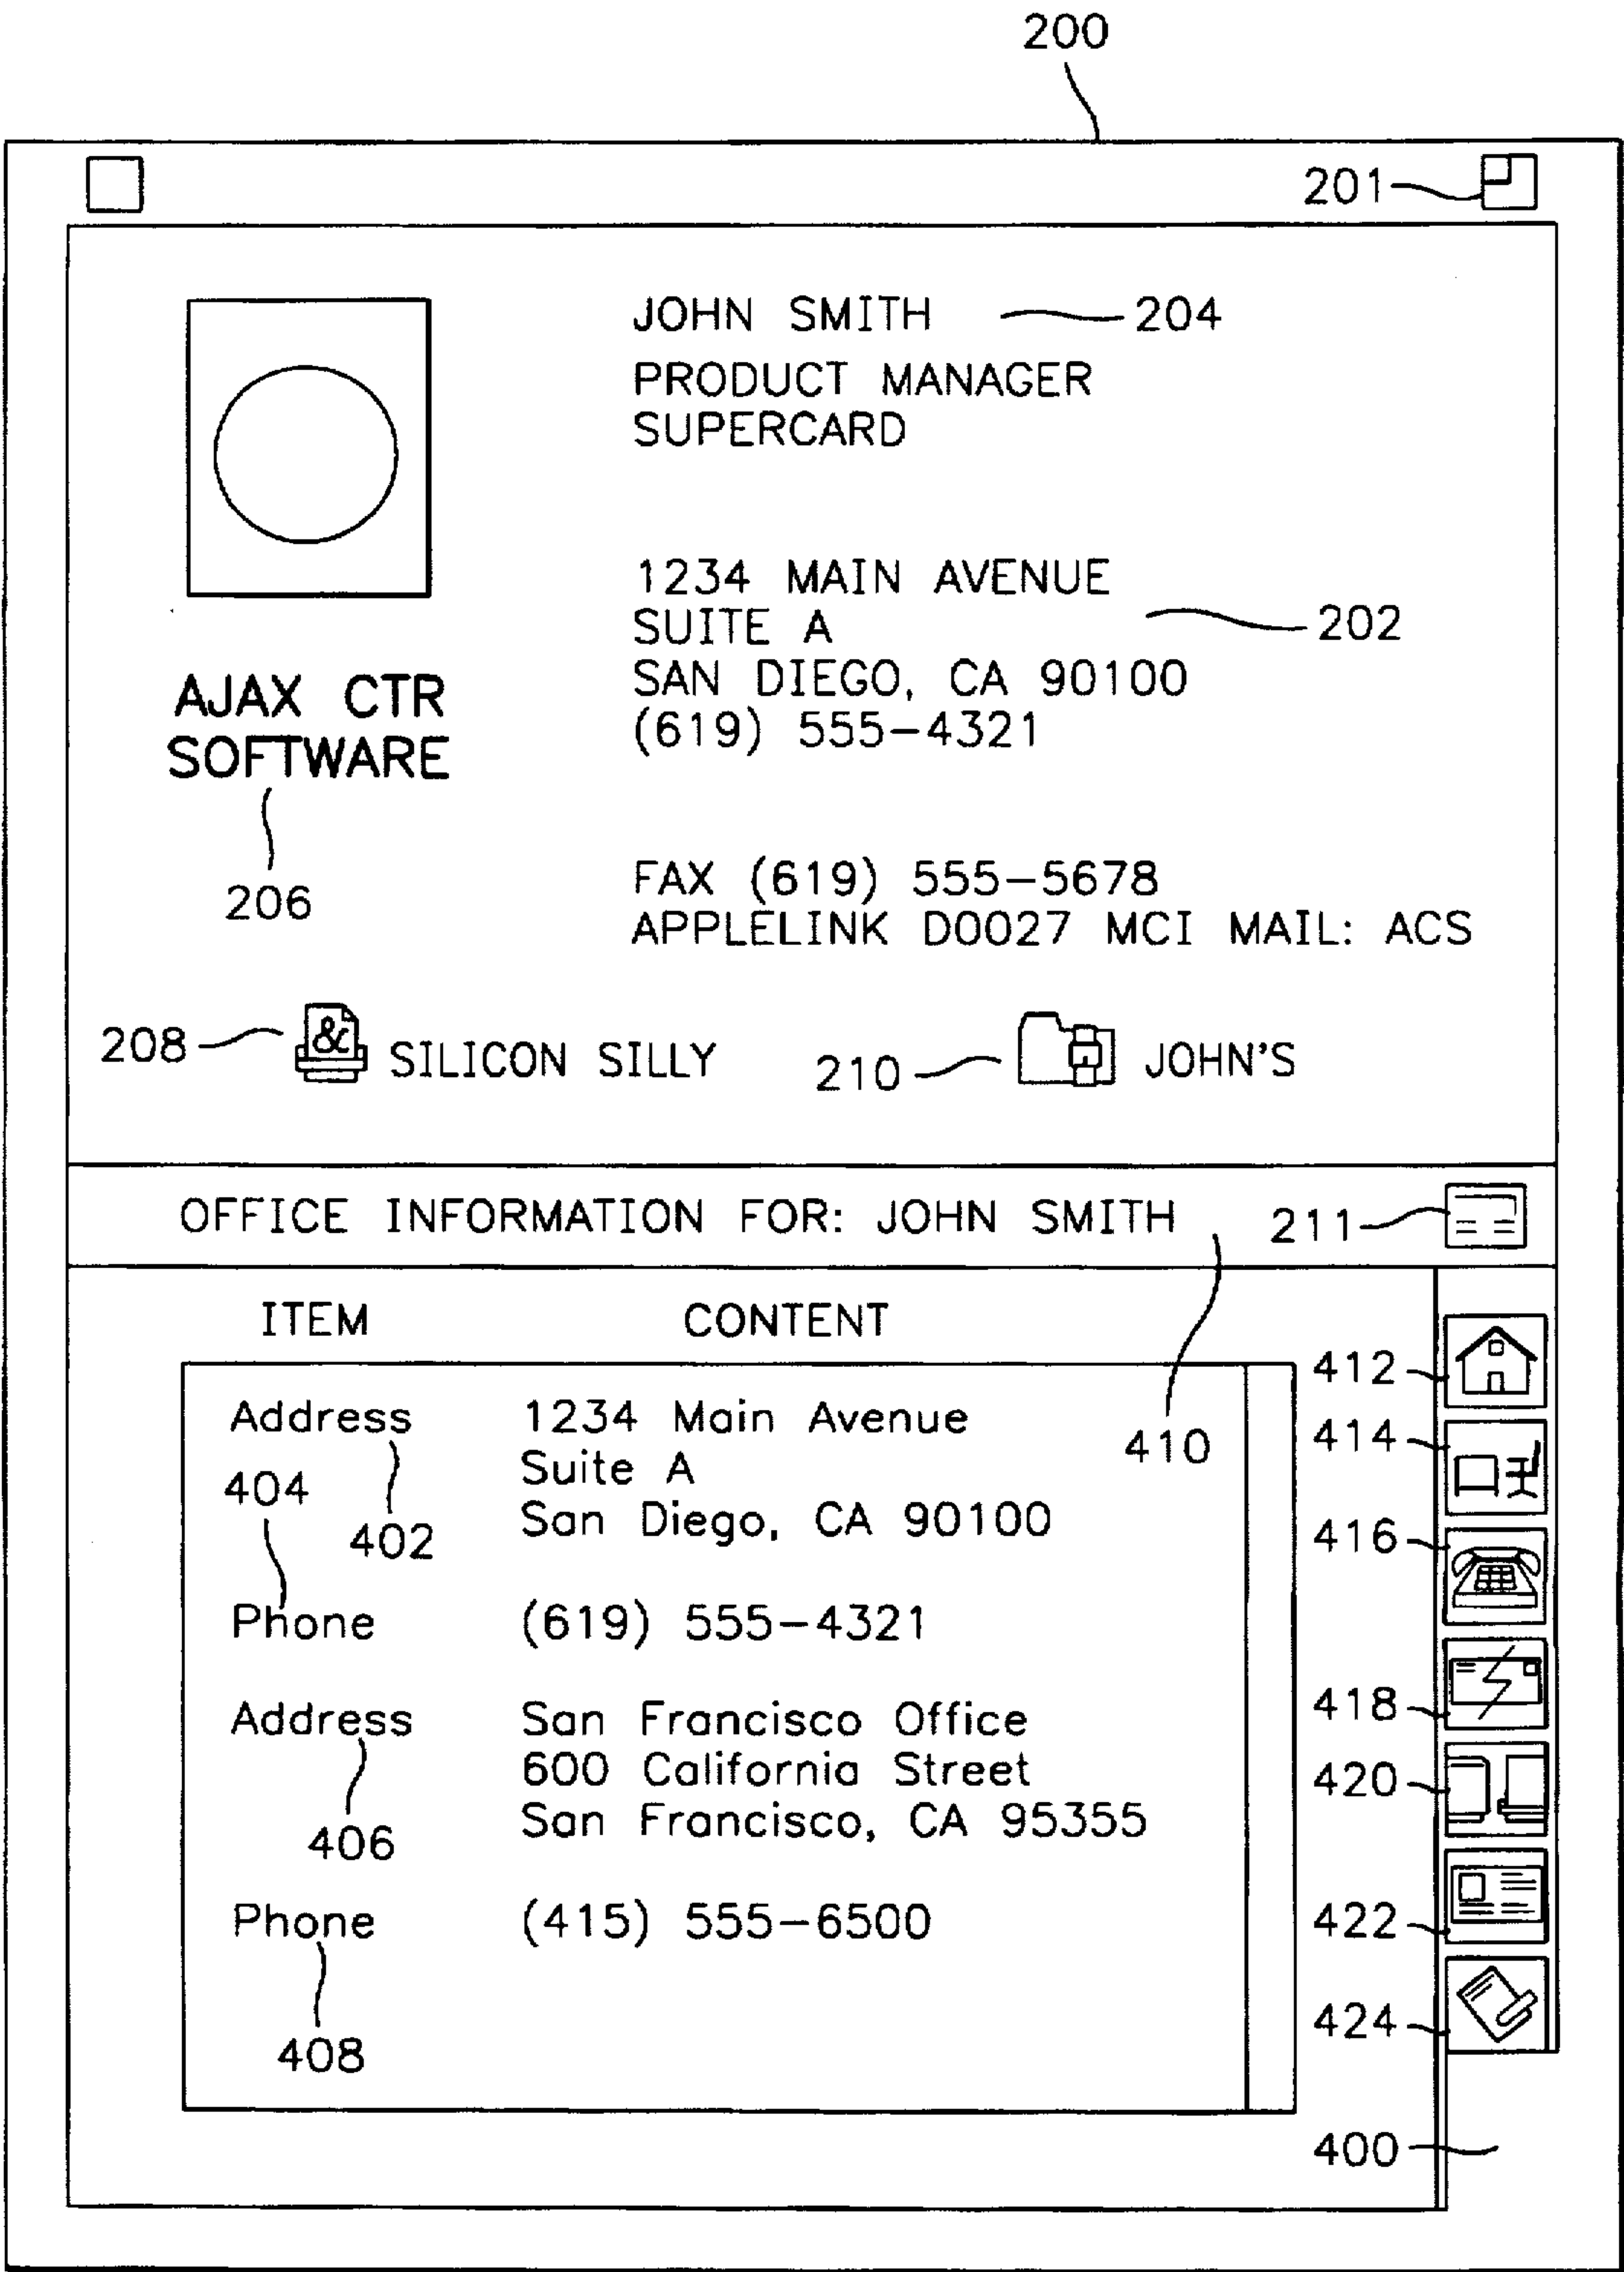 200
201
JOHN SMITH 204
PRODUCT MANAGER
SUPERCARD
1234 MAIN AVENUE
SUITE A 202
SAN DIEGO, CA 90100
(619) 555-4321
AJAX CTR
SOFTWARE
206
FAX (619) 555-5678
APPLELINK D0027 MCI MAIL: ACS
208 & SILICON SILLY 210 JOHN'S
OFFICE INFORMATION FOR: JOHN SMITH 211
ITEM CONTENT
412
Address 1234 Main Avenue 410 414
404 Suite A
402 San Diego, CA 90100 416
Phone (619) 555-4321
Address San Francisco Office 418
600 California Street 420
406 San Francisco, CA 95355
Phone (415) 555-6500 422
424
408
400